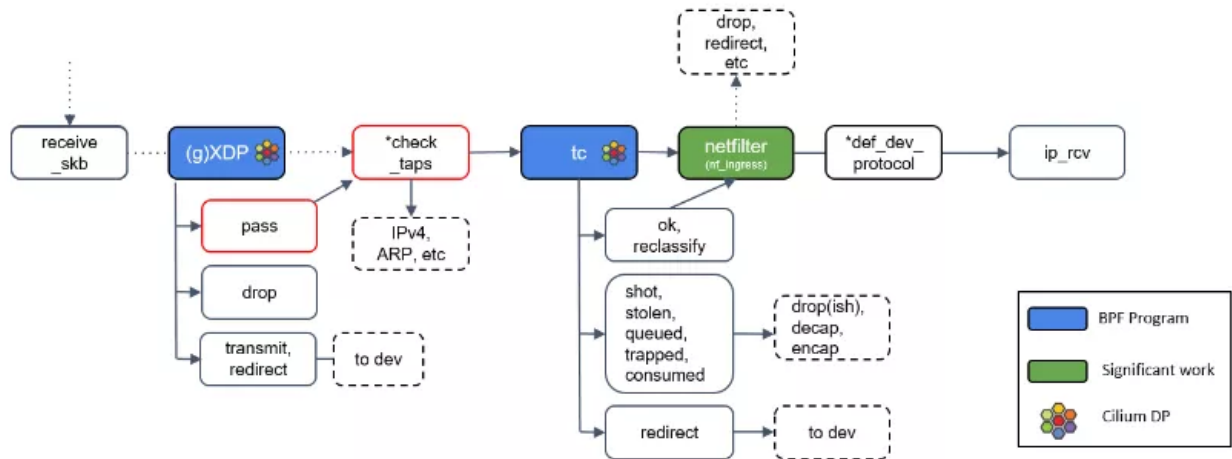 drop,
redirect,
etc
receive
_skb
(g)XDP
*check
_taps
tc
netfilter
(nf_ingress)
*def_dev_
protocol
ip_rcv
pass
IPv4,
ARP, etc
ok,
reclassify
drop
shot,
stolen,
queued,
trapped,
consumed
drop(ish),
decap,
encap
transmit,
redirect
to dev
redirect
to dev
BPF Program
Significant work
Cilium DP